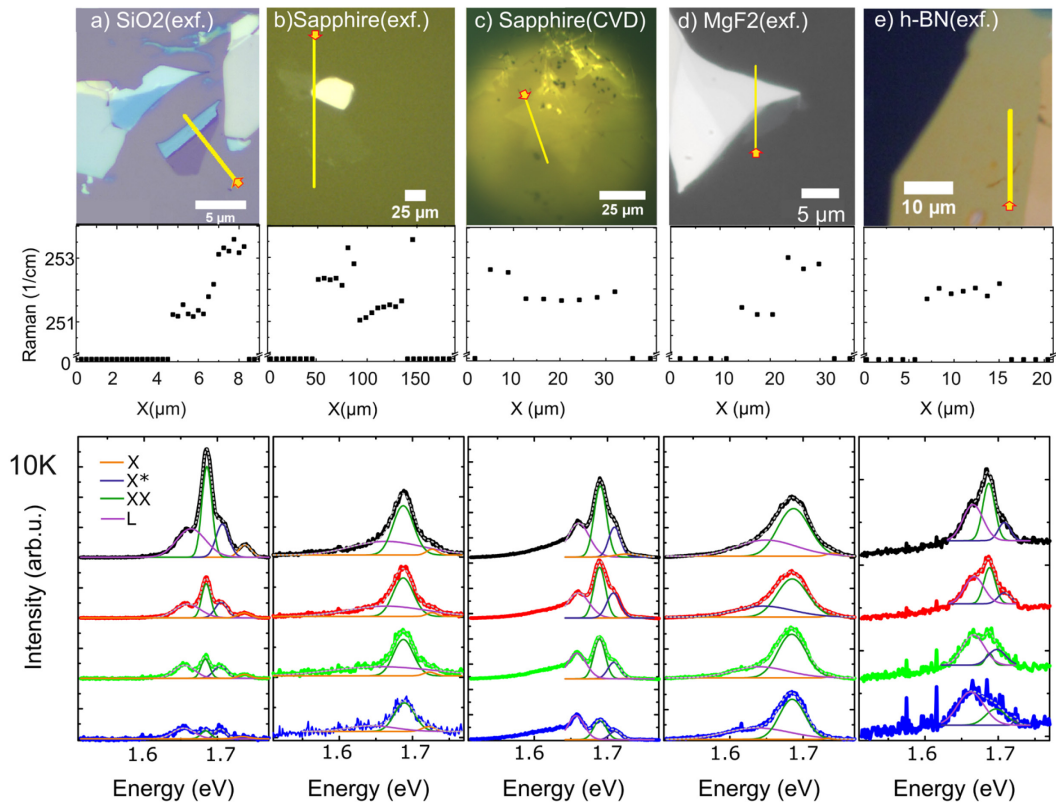 a) SiO2(exf.)
b)Sapphire(exf.)
c) Sapphire(CVD)
d) MgF2(exf.)
e) h-BN(exf.)
5 µm
25 µm
25 µm
5 µm
10 µm
Raman (1/cm)
253
251
0
0 2 4 6 8
0 50 100 150
0 10 20 30
0 10 20 30
0 5 10 15 20
X(µm)
X(µm)
X (µm)
X (µm)
X (µm)
10K
X
X*
XX
L
Intensity (arb.u.)
1.6 1.7
1.6 1.7
1.6 1.7
1.6 1.7
1.6 1.7
Energy (eV)
Energy (eV)
Energy (eV)
Energy (eV)
Energy (eV)